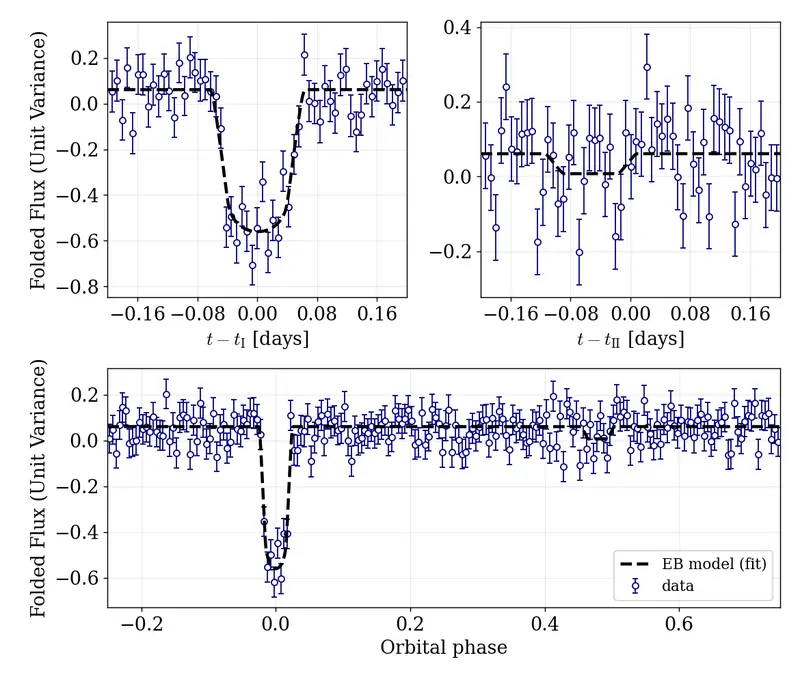 Folded Flux (Unit Variance)
0.2
0.0
−0.2
−0.4
−0.6
−0.8
−0.16 −0.08 0.00 0.08 0.16
t − tI [days]
0.4
0.2
0.0
−0.2
−0.16 −0.08 0.00 0.08 0.16
t − tII [days]
Folded Flux (Unit Variance)
0.2
0.0
−0.2
−0.4
−0.6
−0.2 0.0 0.2 0.4 0.6
Orbital phase
EB model (fit)
data